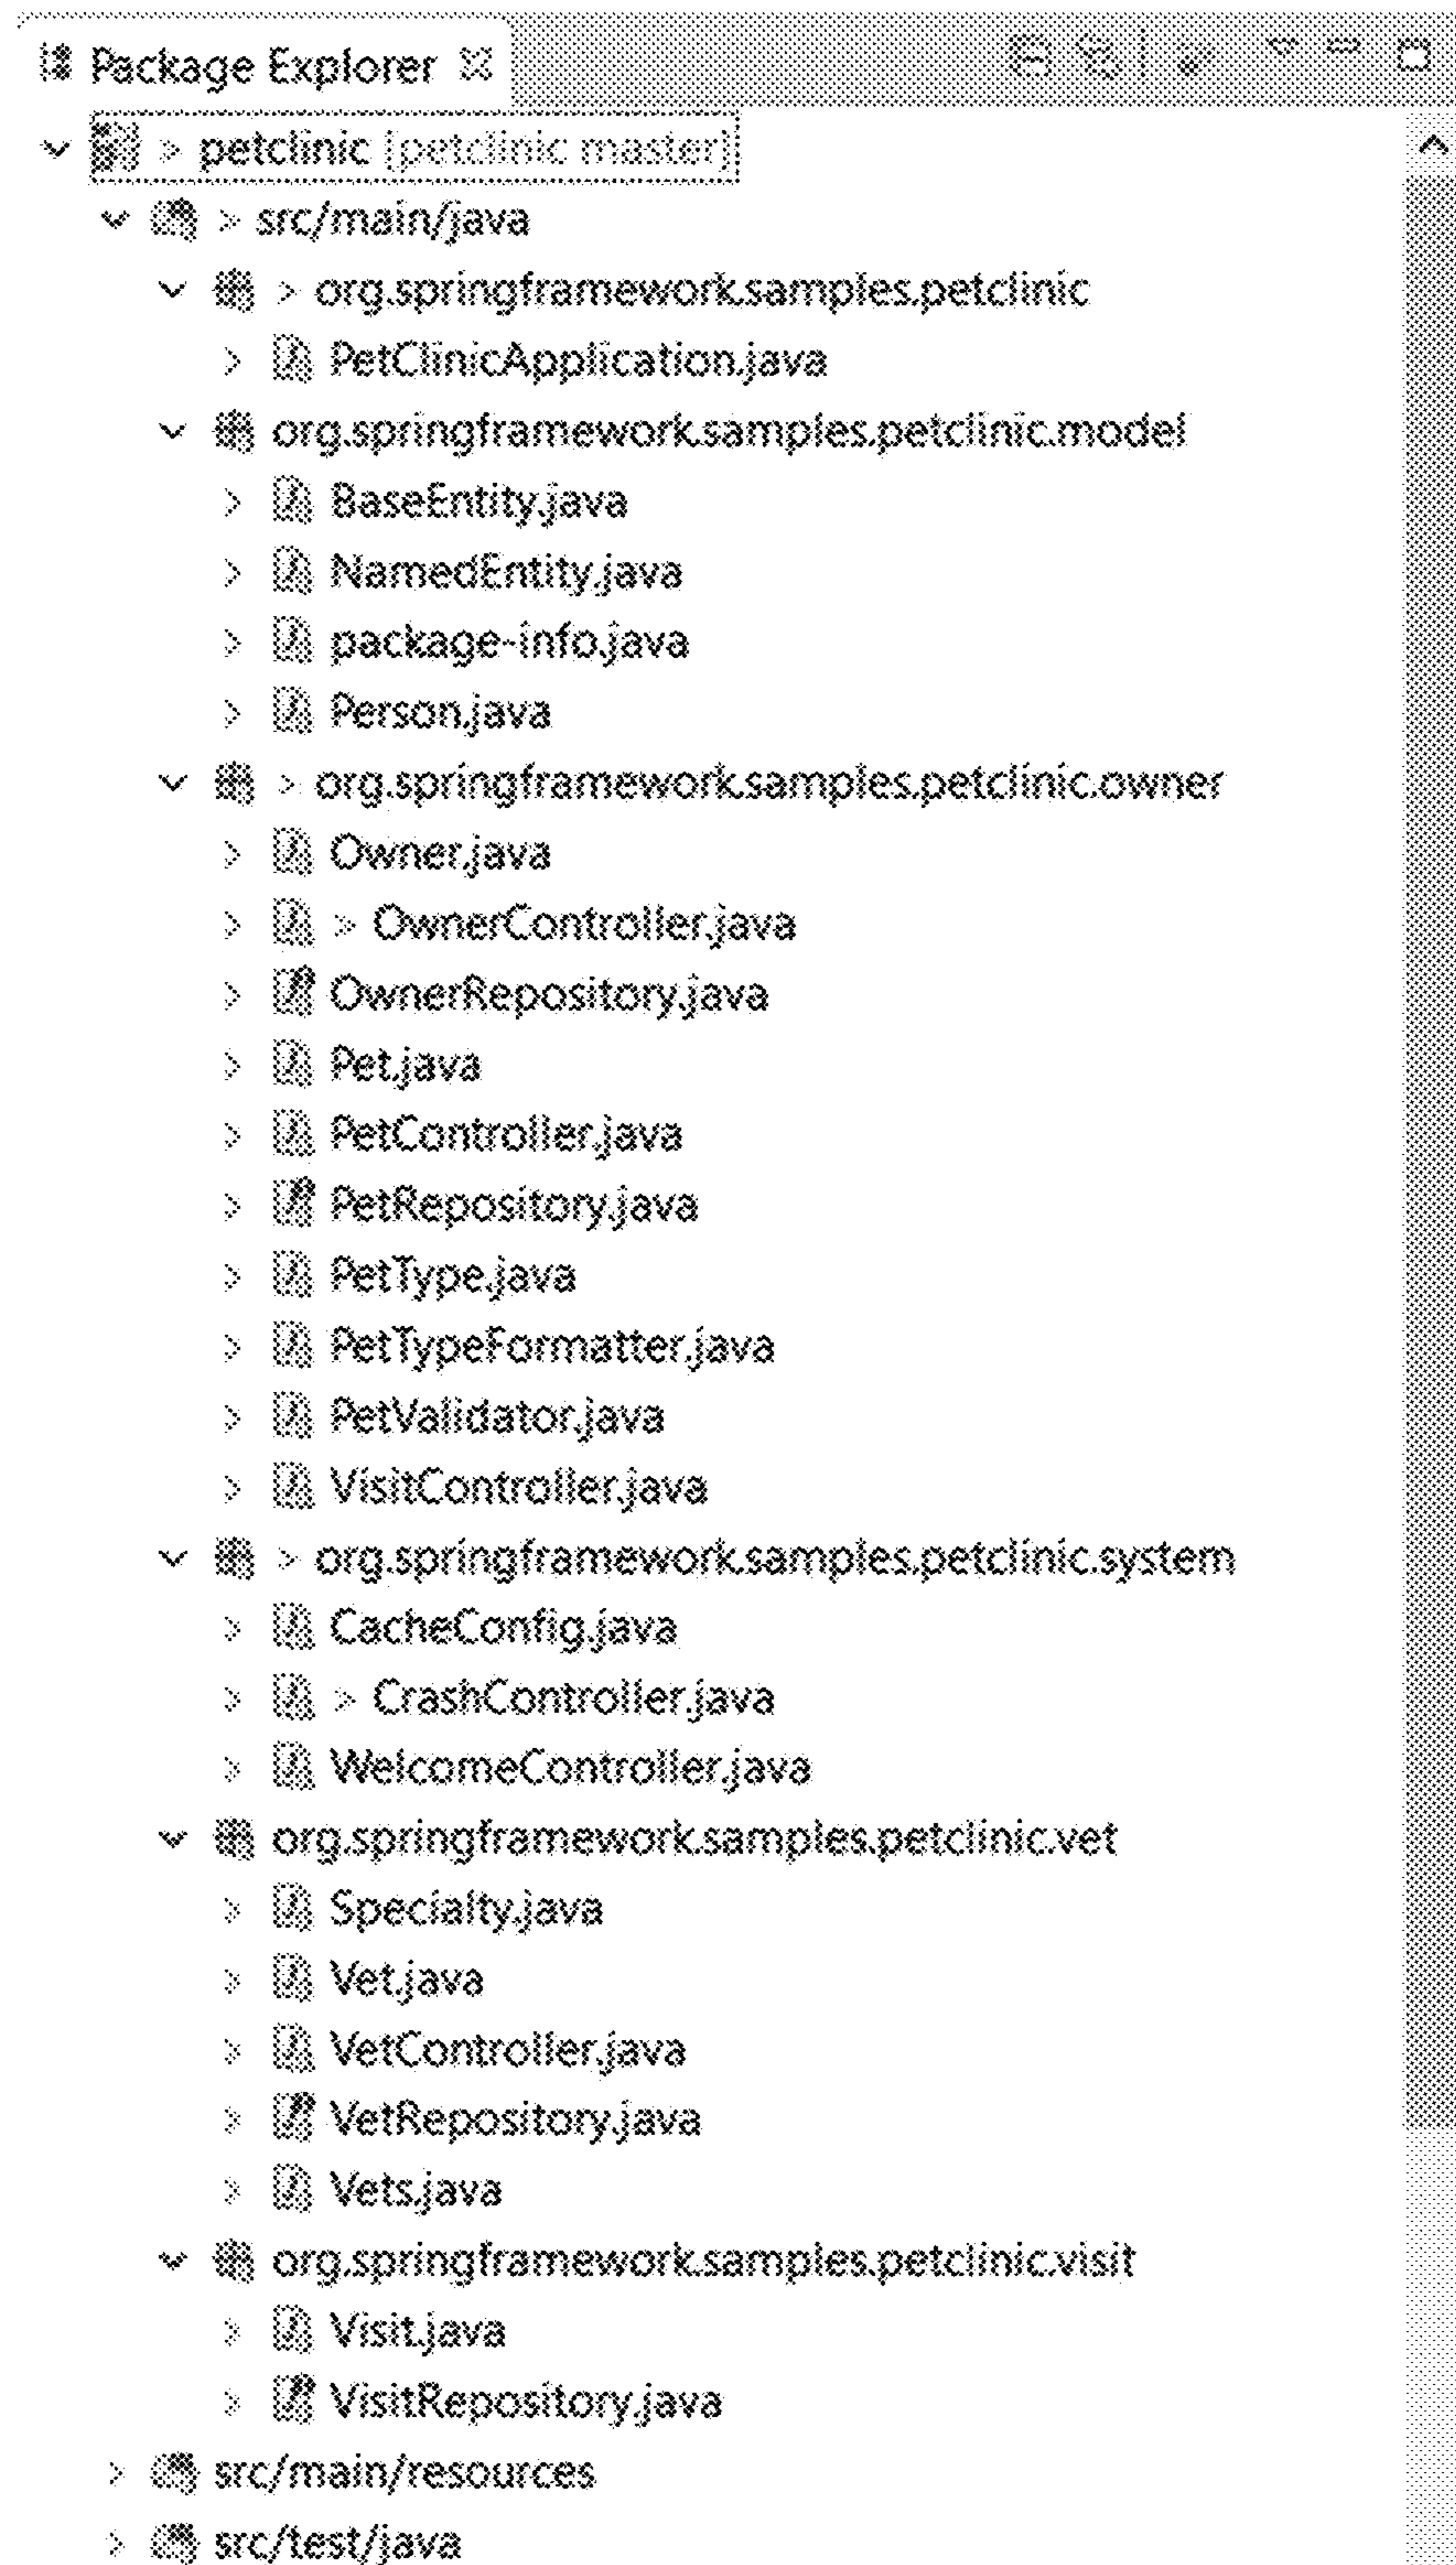 Package Explorer
> petclinic [petclinic master]
> src/main/java
> org.springframework.samples.petclinic
PetClinicApplication.java
org.springframework.samples.petclinic.model
BaseEntity.java
NamedEntity.java
package-info.java
Person.java
> org.springframework.samples.petclinic.owner
Owner.java
> OwnerController.java
OwnerRepository.java
Pet.java
PetController.java
PetRepository.java
PetType.java
PetTypeFormatter.java
PetValidator.java
VisitController.java
> org.springframework.samples.petclinic.system
CacheConfig.java
> CrashController.java
WelcomeController.java
org.springframework.samples.petclinic.vet
Specialty.java
Vet.java
VetController.java
VetRepository.java
Vets.java
org.springframework.samples.petclinic.visit
Visit.java
VisitRepository.java
src/main/resources
src/test/java